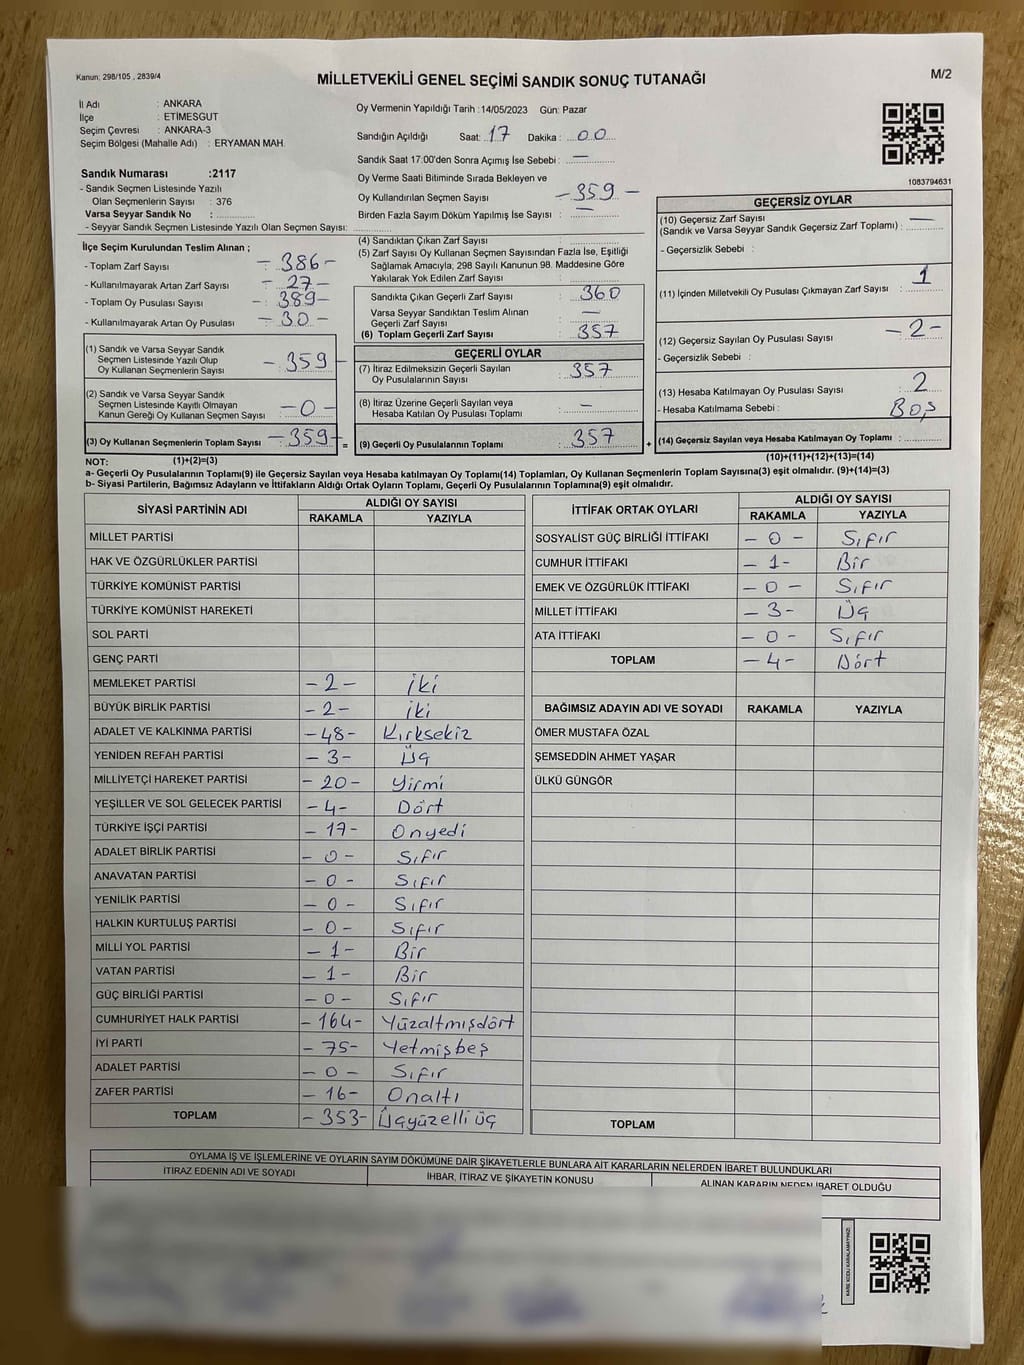 Kanun: 298/105 , 2839/4
MİLLETVEKİLİ GENEL SEÇİMİ SANDIK SONUÇ TUTANAĞI
M/2
İl Adı : ANKARA
İlçe : ETİMESGUT
Seçim Çevresi : ANKARA-3
Seçim Bölgesi (Mahalle Adı) : ERYAMAN MAH.
Oy Vermenin Yapıldığı Tarih : 14/05/2023 Gün: Pazar
Sandığın Açıldığı Saat: 17 Dakika : 00
Sandık Saat 17:00'den Sonra Açımış İse Sebebi : —
Oy Verme Saati Bitiminde Sırada Bekleyen ve
Oy Kullandırılan Seçmen Sayısı - 359 -
Birden Fazla Sayım Döküm Yapılmış İse Sayısı : —
1083794631
Sandık Numarası :2117
- Sandık Seçmen Listesinde Yazılı
Olan Seçmenlerin Sayısı : 376
Varsa Seyyar Sandık No :
- Seyyar Sandık Seçmen Listesinde Yazılı Olan Seçmen Sayısı:
İlçe Seçim Kurulundan Teslim Alınan ;
- Toplam Zarf Sayısı - 386 -
- Kullanılmayarak Artan Zarf Sayısı - 27 -
- Toplam Oy Pusulası Sayısı - 389 -
- Kullanılmayarak Artan Oy Pusulası - 30 -
(1) Sandık ve Varsa Seyyar Sandık
Seçmen Listesinde Yazılı Olup
Oy Kullanan Seçmenlerin Sayısı - 359 -
(2) Sandık ve Varsa Seyyar Sandık
Seçmen Listesinde Kayıtlı Olmayan
Kanun Gereği Oy Kullanan Seçmen Sayısı - 0 -
(3) Oy Kullanan Seçmenlerin Toplam Sayısı - 359 - =
(1)+(2)=(3)
(4) Sandıktan Çıkan Zarf Sayısı :
(5) Zarf Sayısı Oy Kullanan Seçmen Sayısından Fazla İse, Eşitliği
Sağlamak Amacıyla, 298 Sayılı Kanunun 98. Maddesine Göre
Yakılarak Yok Edilen Zarf Sayısı :
Sandıkta Çıkan Geçerli Zarf Sayısı : 360
Varsa Seyyar Sandıktan Teslim Alınan
Geçerli Zarf Sayısı : —
(6) Toplam Geçerli Zarf Sayısı : 357
GEÇERLİ OYLAR
(7) İtiraz Edilmeksizin Geçerli Sayılan
Oy Pusulalarının Sayısı : 357
(8) İtiraz Üzerine Geçerli Sayılan veya
Hesaba Katılan Oy Pusulası Toplamı : —
(9) Geçerli Oy Pusulalarının Toplamı : 357 +
GEÇERSİZ OYLAR
(10) Geçersiz Zarf Sayısı —
(Sandık ve Varsa Seyyar Sandık Geçersiz Zarf Toplamı) :
- Geçersizlik Sebebi :
(11) İçinden Milletvekili Oy Pusulası Çıkmayan Zarf Sayısı : 1
(12) Geçersiz Sayılan Oy Pusulası Sayısı : - 2 -
- Geçersizlik Sebebi :
(13) Hesaba Katılmayan Oy Pusulası Sayısı : 2
- Hesaba Katılmama Sebebi : Boş
(14) Geçersiz Sayılan veya Hesaba Katılmayan Oy Toplamı :
(10)+(11)+(12)+(13)=(14)
NOT:
a- Geçerli Oy Pusulalarının Toplamı(9) ile Geçersiz Sayılan veya Hesaba katılmayan Oy Toplamı(14) Toplamları, Oy Kullanan Seçmenlerin Toplam Sayısına(3) eşit olmalıdır. (9)+(14)=(3)
b- Siyasi Partilerin, Bağımsız Adayların ve İttifakların Aldığı Ortak Oyların Toplamı, Geçerli Oy Pusulalarının Toplamına(9) eşit olmalıdır.
SİYASİ PARTİNİN ADI ALDIĞI OY SAYISI
RAKAMLA YAZIYLA
MİLLET PARTİSİ
HAK VE ÖZGÜRLÜKLER PARTİSİ
TÜRKİYE KOMÜNİST PARTİSİ
TÜRKİYE KOMÜNİST HAREKETİ
SOL PARTİ
GENÇ PARTİ
MEMLEKET PARTİSİ - 2 - İki
BÜYÜK BİRLİK PARTİSİ - 2 - İki
ADALET VE KALKINMA PARTİSİ - 48 - Kırksekiz
YENİDEN REFAH PARTİSİ - 3 - Üç
MİLLİYETÇİ HAREKET PARTİSİ - 20 - Yirmi
YEŞİLLER VE SOL GELECEK PARTİSİ - 4 - Dört
TÜRKİYE İŞÇİ PARTİSİ - 17 - Onyedi
ADALET BİRLİK PARTİSİ - 0 - Sıfır
ANAVATAN PARTİSİ - 0 - Sıfır
YENİLİK PARTİSİ - 0 - Sıfır
HALKIN KURTULUŞ PARTİSİ - 0 - Sıfır
MİLLİ YOL PARTİSİ - 1 - Bir
VATAN PARTİSİ - 1 - Bir
GÜÇ BİRLİĞİ PARTİSİ - 0 - Sıfır
CUMHURİYET HALK PARTİSİ - 164 - Yüzaltmışdört
İYİ PARTİ - 75 - Yetmişbeş
ADALET PARTİSİ - 0 - Sıfır
ZAFER PARTİSİ - 16 - Onaltı
TOPLAM - 353 - Üçyüzelli üç
İTTİFAK ORTAK OYLARI ALDIĞI OY SAYISI
RAKAMLA YAZIYLA
SOSYALİST GÜÇ BİRLİĞİ İTTİFAKI - 0 - Sıfır
CUMHUR İTTİFAKI - 1 - Bir
EMEK VE ÖZGÜRLÜK İTTİFAKI - 0 - Sıfır
MİLLET İTTİFAKI - 3 - Üç
ATA İTTİFAKI - 0 - Sıfır
TOPLAM - 4 - Dört
BAĞIMSIZ ADAYIN ADI VE SOYADI RAKAMLA YAZIYLA
ÖMER MUSTAFA ÖZAL
ŞEMSEDDİN AHMET YAŞAR
ÜLKÜ GÜNGÖR
TOPLAM
OYLAMA İŞ VE İŞLEMLERİNE VE OYLARIN SAYIM DÖKÜMÜNE DAİR ŞİKAYETLERLE BUNLARA AİT KARARLARIN NELERDEN İBARET BULUNDUKLARI
İTİRAZ EDENİN ADI VE SOYADI İHBAR, İTİRAZ VE ŞİKAYETİN KONUSU ALINAN KARARIN NEDEN İBARET OLDUĞU
KARE KODU KARALAMAYINIZ!